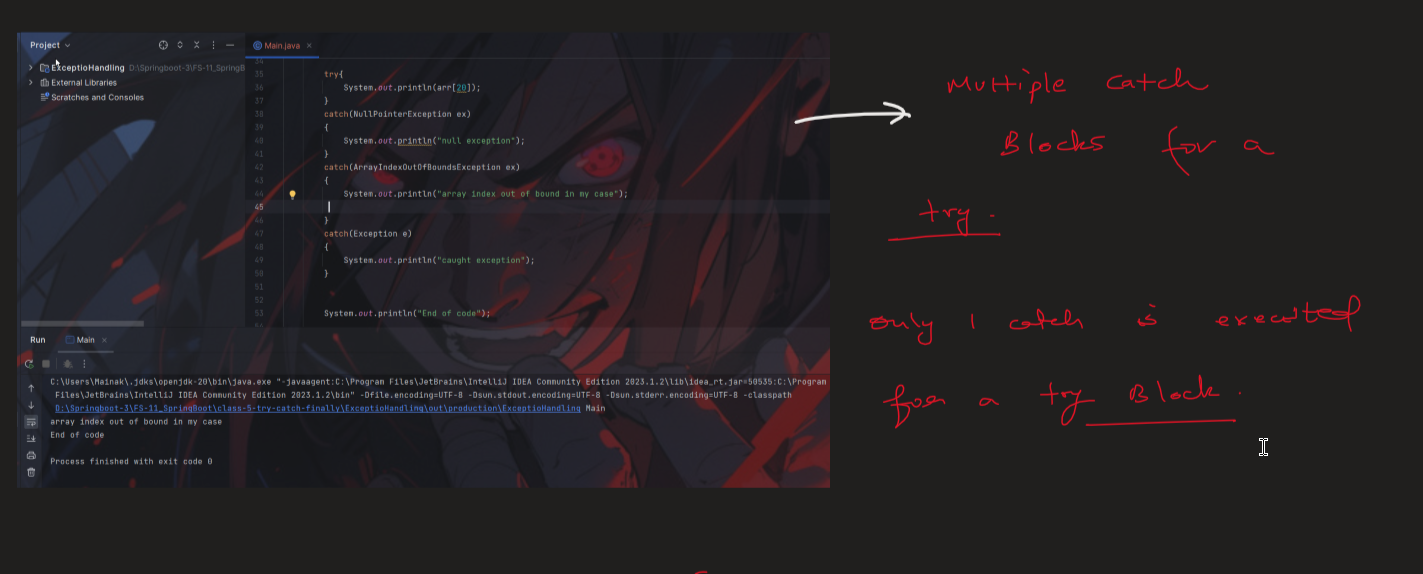 Project
Main.java
ExceptioHandling D:\Springboot-3\FS-11_SpringB
External Libraries
Scratches and Consoles
34
35 try{
36 System.out.println(arr[20]);
37 }
38 catch(NullPointerException ex)
39 {
40 System.out.println("null exception");
41 }
42 catch(ArrayIndexOutOfBoundsException ex)
43 {
44 System.out.println("array index out of bound in my case");
45
46 }
47 catch(Exception e)
48 {
49 System.out.println("caught exception");
50 }
51
52
53 System.out.println("End of code");
Run Main
C:\Users\Mainak\.jdks\openjdk-20\bin\java.exe "-javaagent:C:\Program Files\JetBrains\IntelliJ IDEA Community Edition 2023.1.2\lib\idea_rt.jar=50535:C:\Program
Files\JetBrains\IntelliJ IDEA Community Edition 2023.1.2\bin" -Dfile.encoding=UTF-8 -Dsun.stdout.encoding=UTF-8 -Dsun.stderr.encoding=UTF-8 -classpath
D:\Springboot-3\FS-11_SpringBoot\class-5-try-catch-finally\ExceptioHandling\out\production\ExceptioHandling Main
array index out of bound in my case
End of code
Process finished with exit code 0
Multiple catch
Blocks for a
try.
only 1 catch is executed
for a try Block.